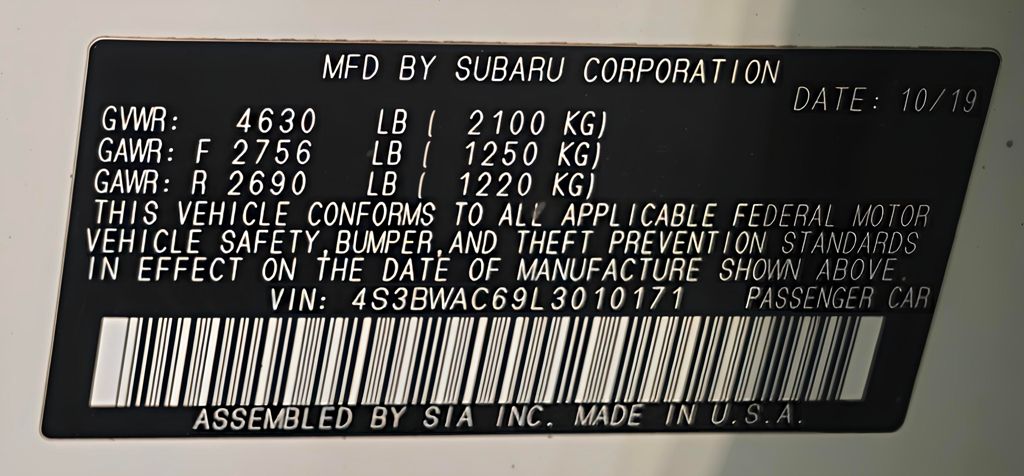 MFD BY SUBARU CORPORATION
DATE: 10/19
GVWR: 4630 LB ( 2100 KG)
GAWR: F 2756 LB ( 1250 KG)
GAWR: R 2690 LB ( 1220 KG)
THIS VEHICLE CONFORMS TO ALL APPLICABLE FEDERAL MOTOR
VEHICLE SAFETY,BUMPER,AND THEFT PREVENTION STANDARDS
IN EFFECT ON THE DATE OF MANUFACTURE SHOWN ABOVE.
VIN: 4S3BWAC69L3010171 PASSENGER CAR
ASSEMBLED BY SIA INC. MADE IN U.S.A.